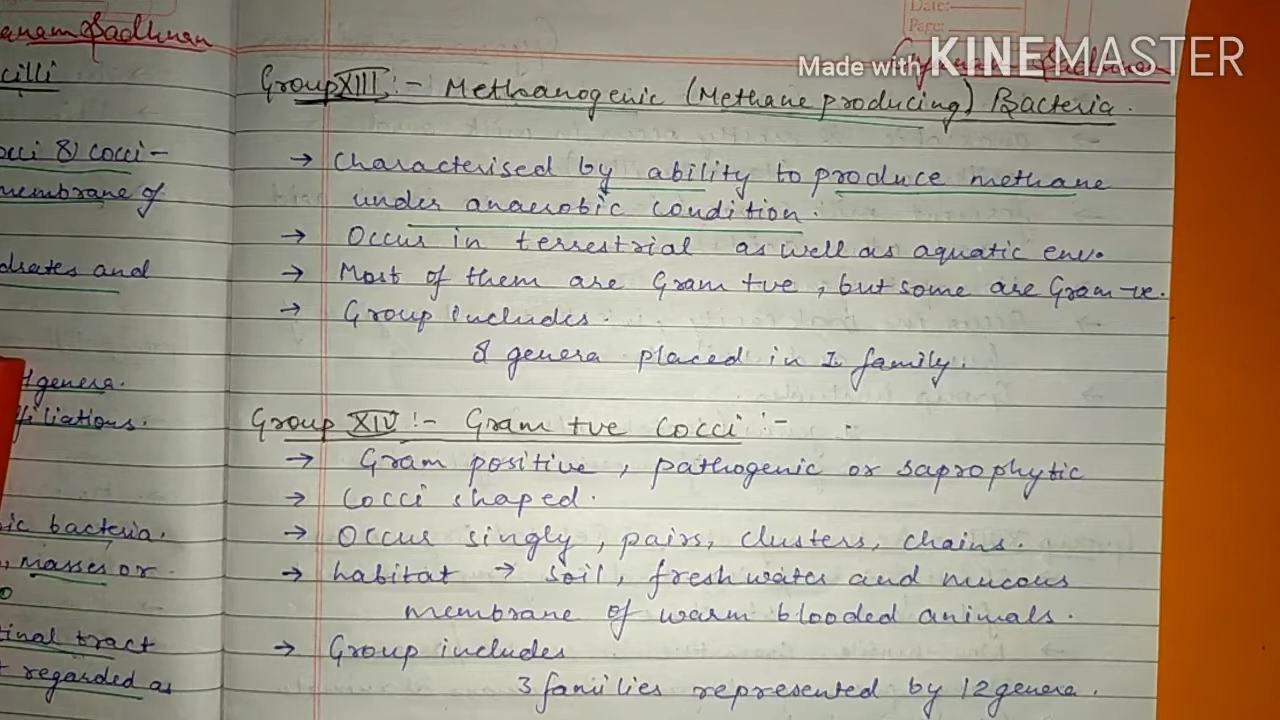 anam Sadhnan
cilli
occi & cocci -
membrane of
drates and
genera.
filiations.
ic bacteria.
, masses or
inal tract
regarded as
Date:
Page:
Made with KINEMASTER
Group XIII :- Methanogenic (Methane producing) Bacteria.
→ Characterised by ability to produce methane
under anaerobic condition.
→ Occur in terrestrial as well as aquatic env.
→ Most of them are Gram +ve, but some are Gram -ve.
→ Group includes.
genera placed in 1 family.
Group XIV :- Gram +ve Cocci :-
→ Gram positive, pathogenic or saprophytic
→ Cocci shaped.
→ Occur singly, pairs, clusters, chains.
→ habitat → soil, fresh water and mucous
membrane of warm blooded animals.
→ Group includes
3 families represented by 12 genera.